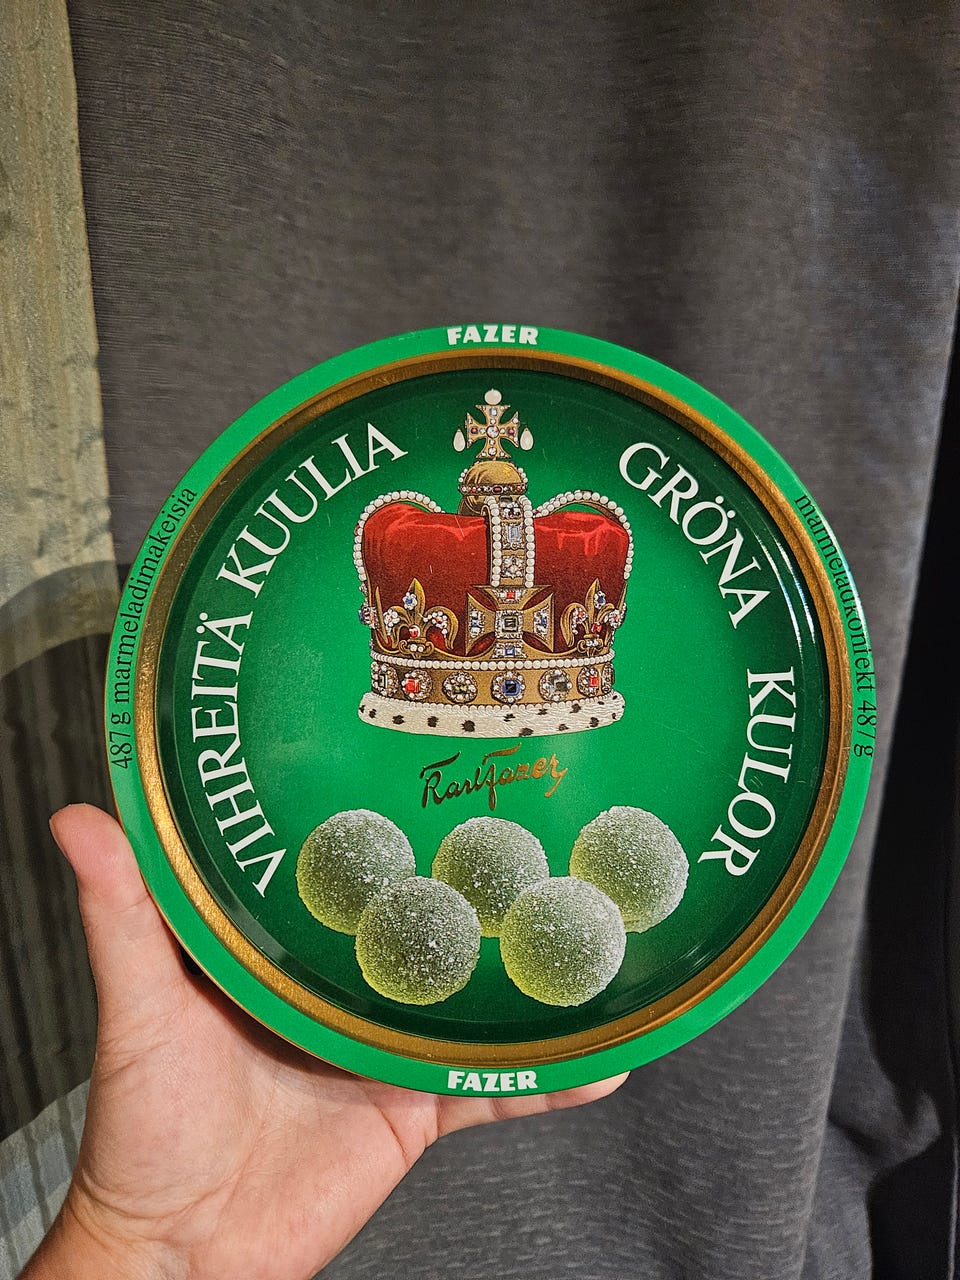 FAZER
VIHREITÄ KUULIA
GRÖNA KULOR
487 g marmeladimakeisia
marmeladkonfekt 487 g
Karl Fazer
FAZER